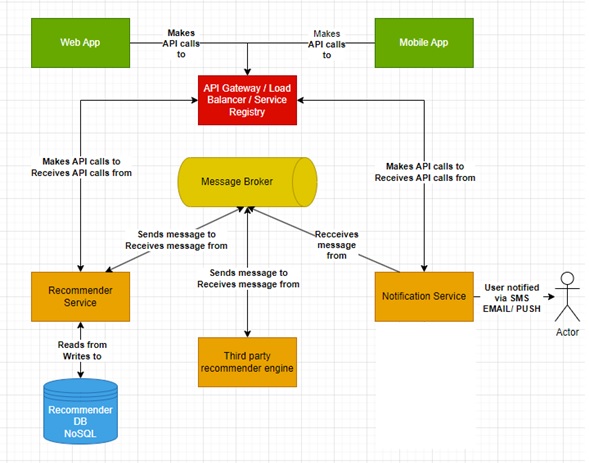 Web App
Makes
API calls
to
Makes
API calls
to
Mobile App
API Gateway / Load
Balancer / Service
Registry
Makes API calls to
Receives API calls from
Message Broker
Makes API calls to
Receives API calls from
Sends message to
Receives message from
Recceives
message
from
Sends message to
Receives message from
Recommender
Service
Notification Service
User notified
via SMS
EMAIL/ PUSH
Actor
Reads from
Writes to
Third party
recommender engine
Recommender
DB
NoSQL